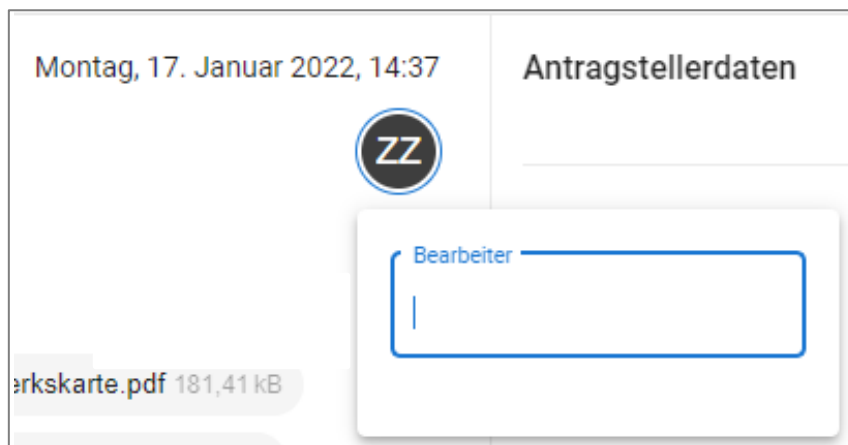 Montag, 17. Januar 2022, 14:37
Antragstellerdaten
ZZ
Bearbeiter
erkskarte.pdf 181,41 kB